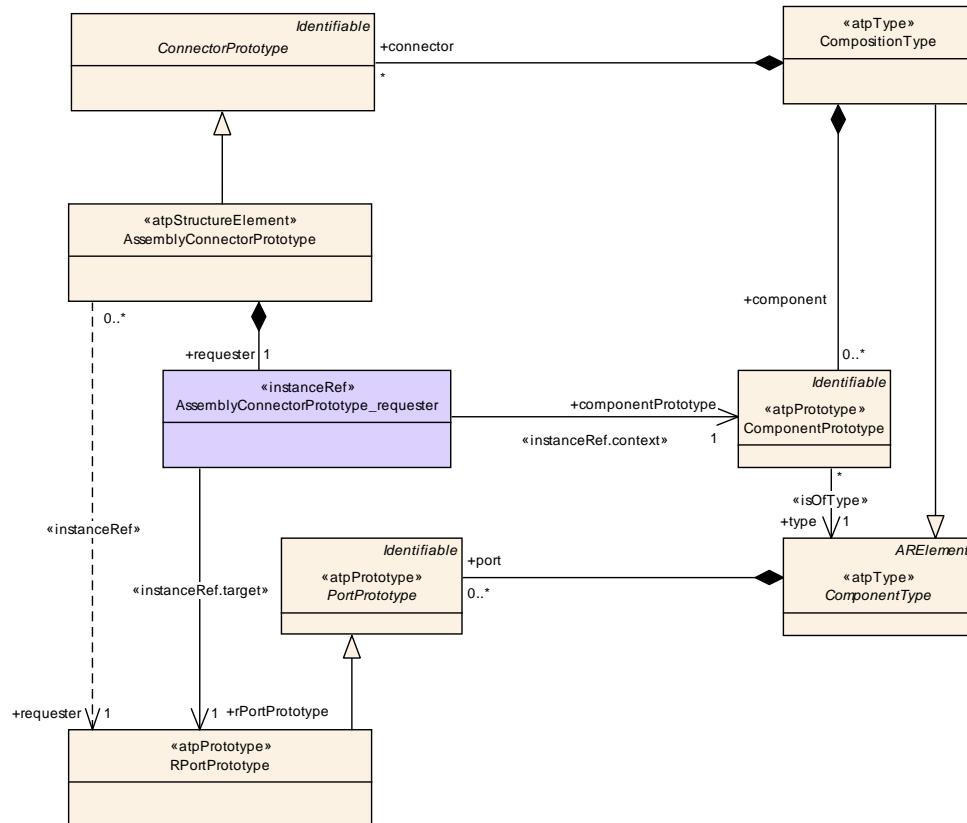 Identifiable
ConnectorPrototype
+connector
*
«atpType»
CompositionType
«atpStructureElement»
AssemblyConnectorPrototype
0..*
+requester
1
+component
0..*
«instanceRef»
AssemblyConnectorPrototype_requester
+componentPrototype
«instanceRef.context»
1
Identifiable
«atpPrototype»
ComponentPrototype
*
«isOfType»
+type
1
«instanceRef»
«instanceRef.target»
Identifiable
«atpPrototype»
PortPrototype
+port
0..*
ARElement
«atpType»
ComponentType
+requester
1
1
+rPortPrototype
«atpPrototype»
RPortPrototype